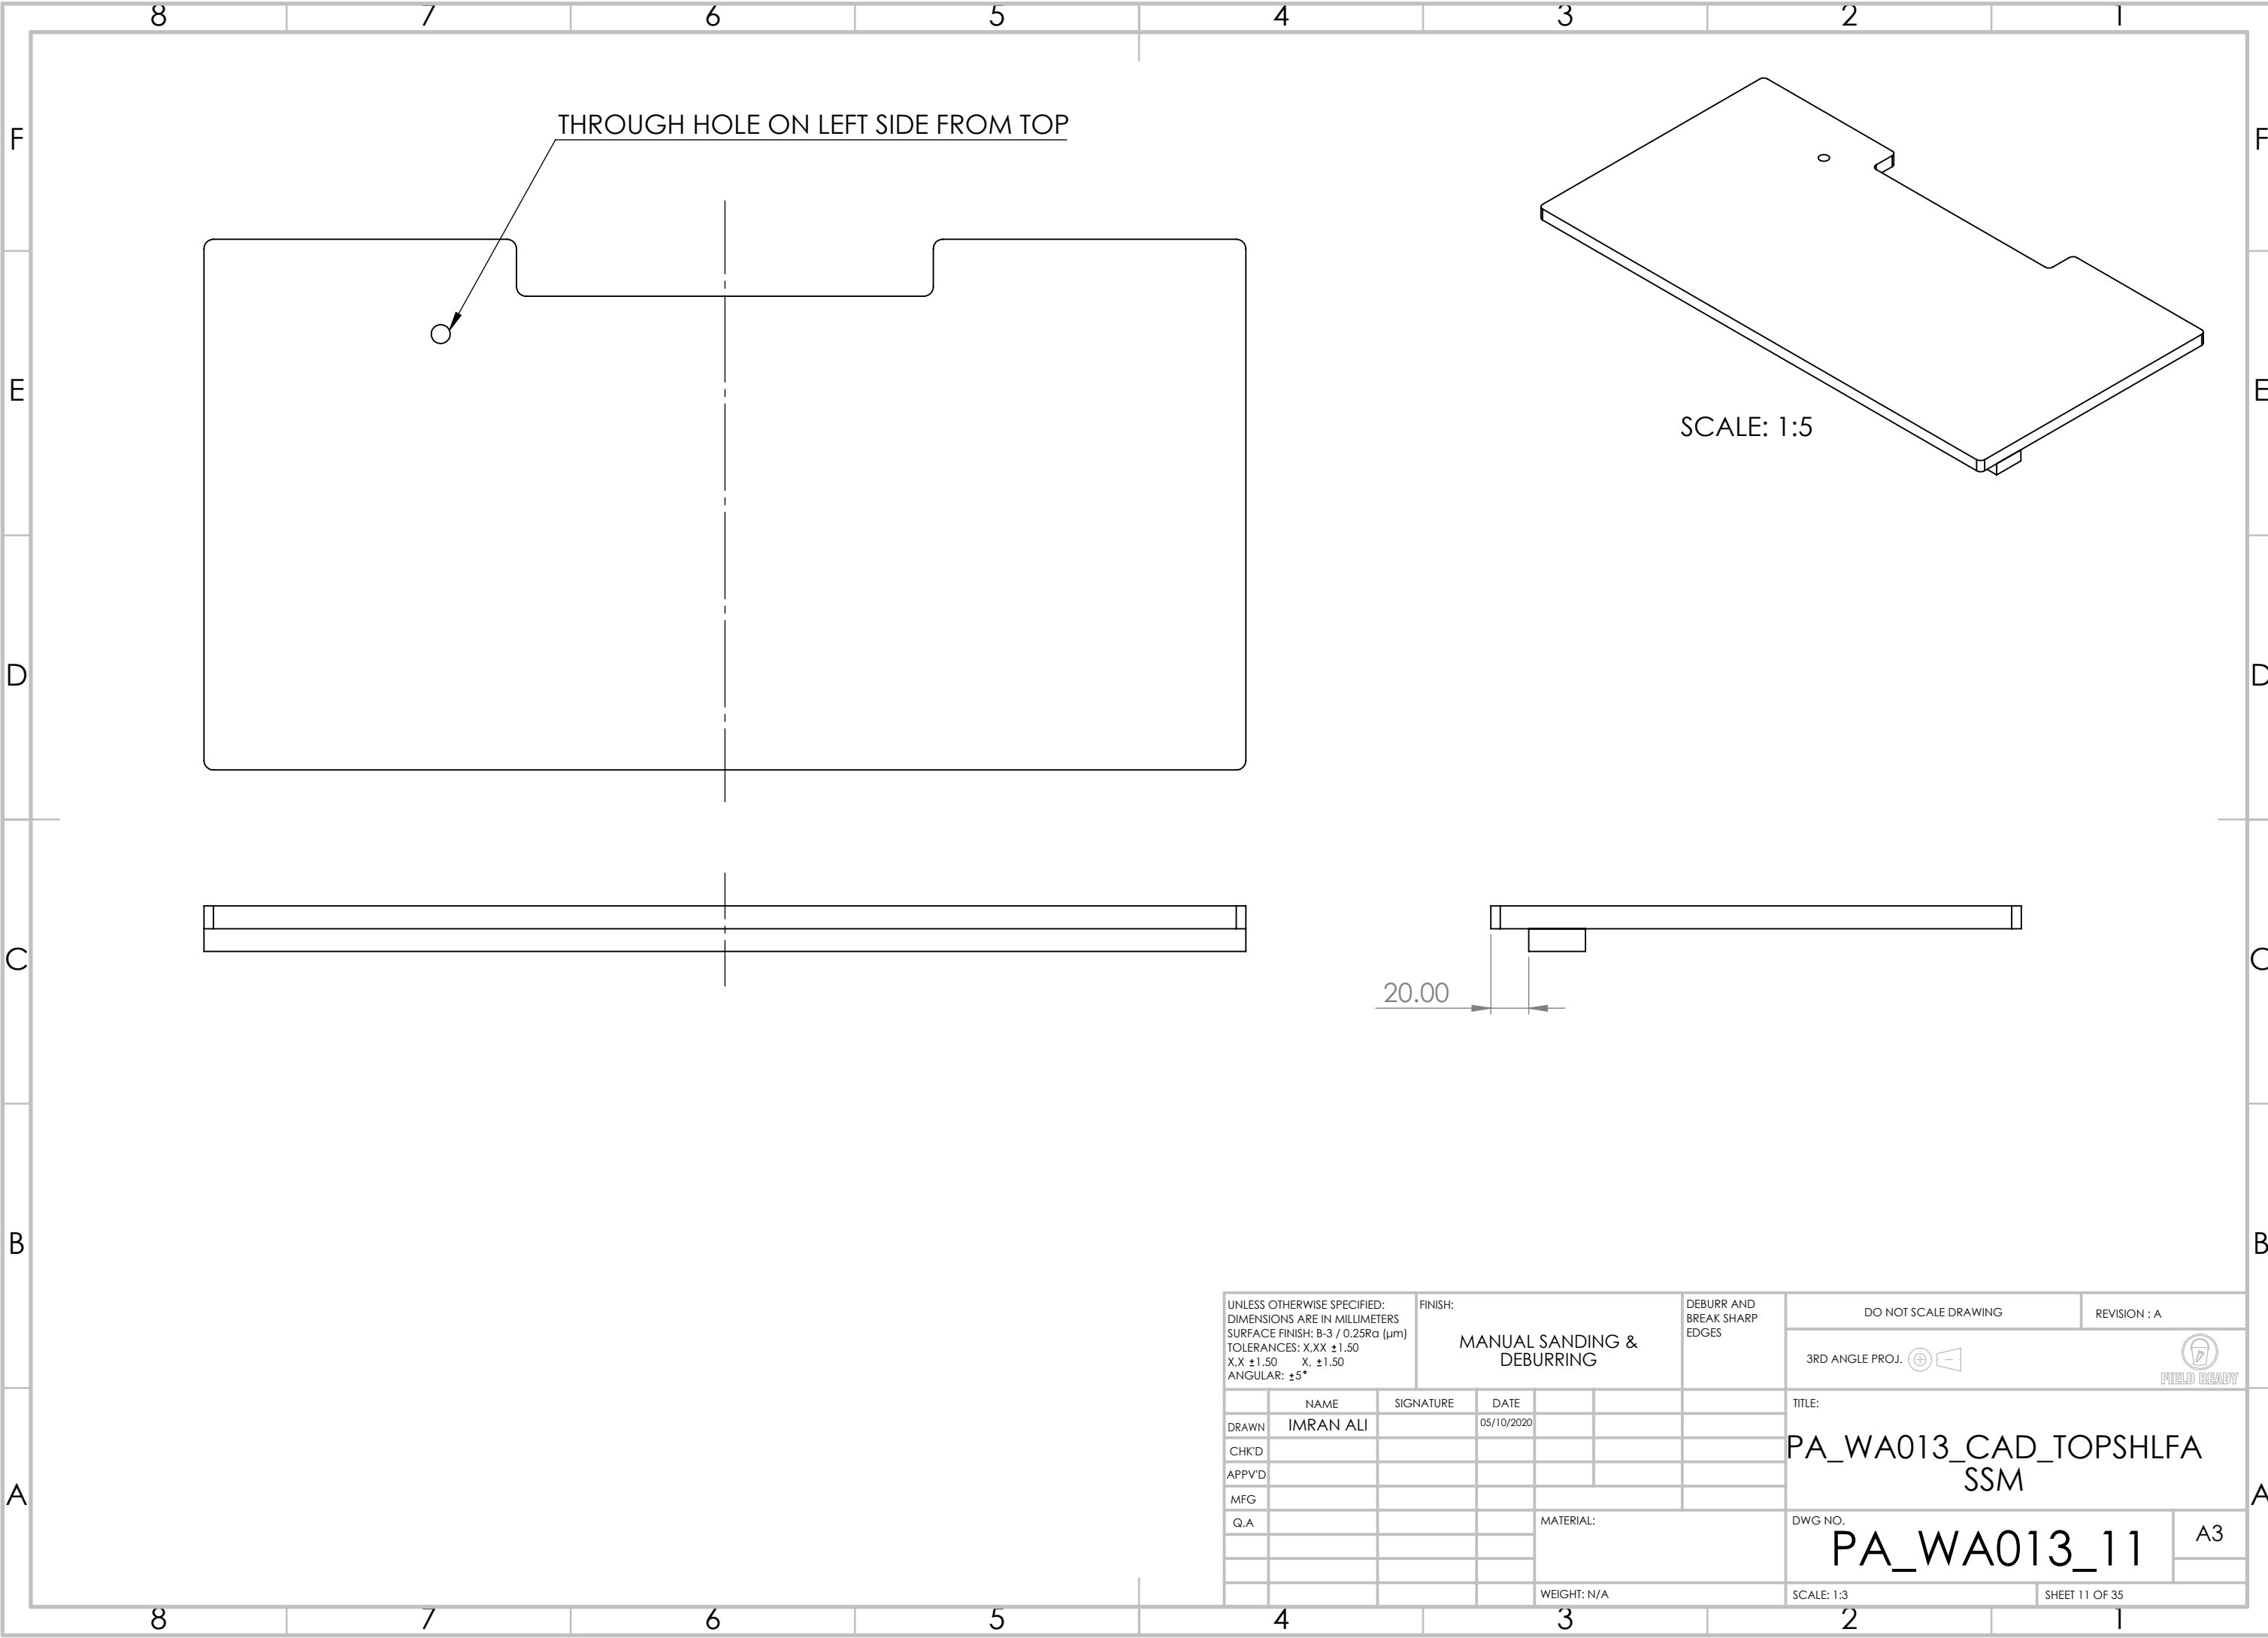 8 7 6 5 4 3 2 1
F F
THROUGH HOLE ON LEFT SIDE FROM TOP
E E
SCALE: 1:5
D D
C C
20.00
B B
UNLESS OTHERWISE SPECIFIED:
DIMENSIONS ARE IN MILLIMETERS
SURFACE FINISH: B-3 / 0.25Ra (µm)
TOLERANCES: X.XX ±1.50
X.X ±1.50 X. ±1.50
ANGULAR: ±5°
FINISH:
MANUAL SANDING &
DEBURRING
DEBURR AND
BREAK SHARP
EDGES
DO NOT SCALE DRAWING
REVISION : A
3RD ANGLE PROJ.
FIELD READY
NAME SIGNATURE DATE
DRAWN IMRAN ALI 05/10/2020
CHK'D
APPV'D
MFG
Q.A
TITLE:
PA_WA013_CAD_TOPSHLFA
SSM
MATERIAL:
DWG NO.
PA_WA013_11
A3
WEIGHT: N/A
SCALE: 1:3
SHEET 11 OF 35
A A
8 7 6 5 4 3 2 1